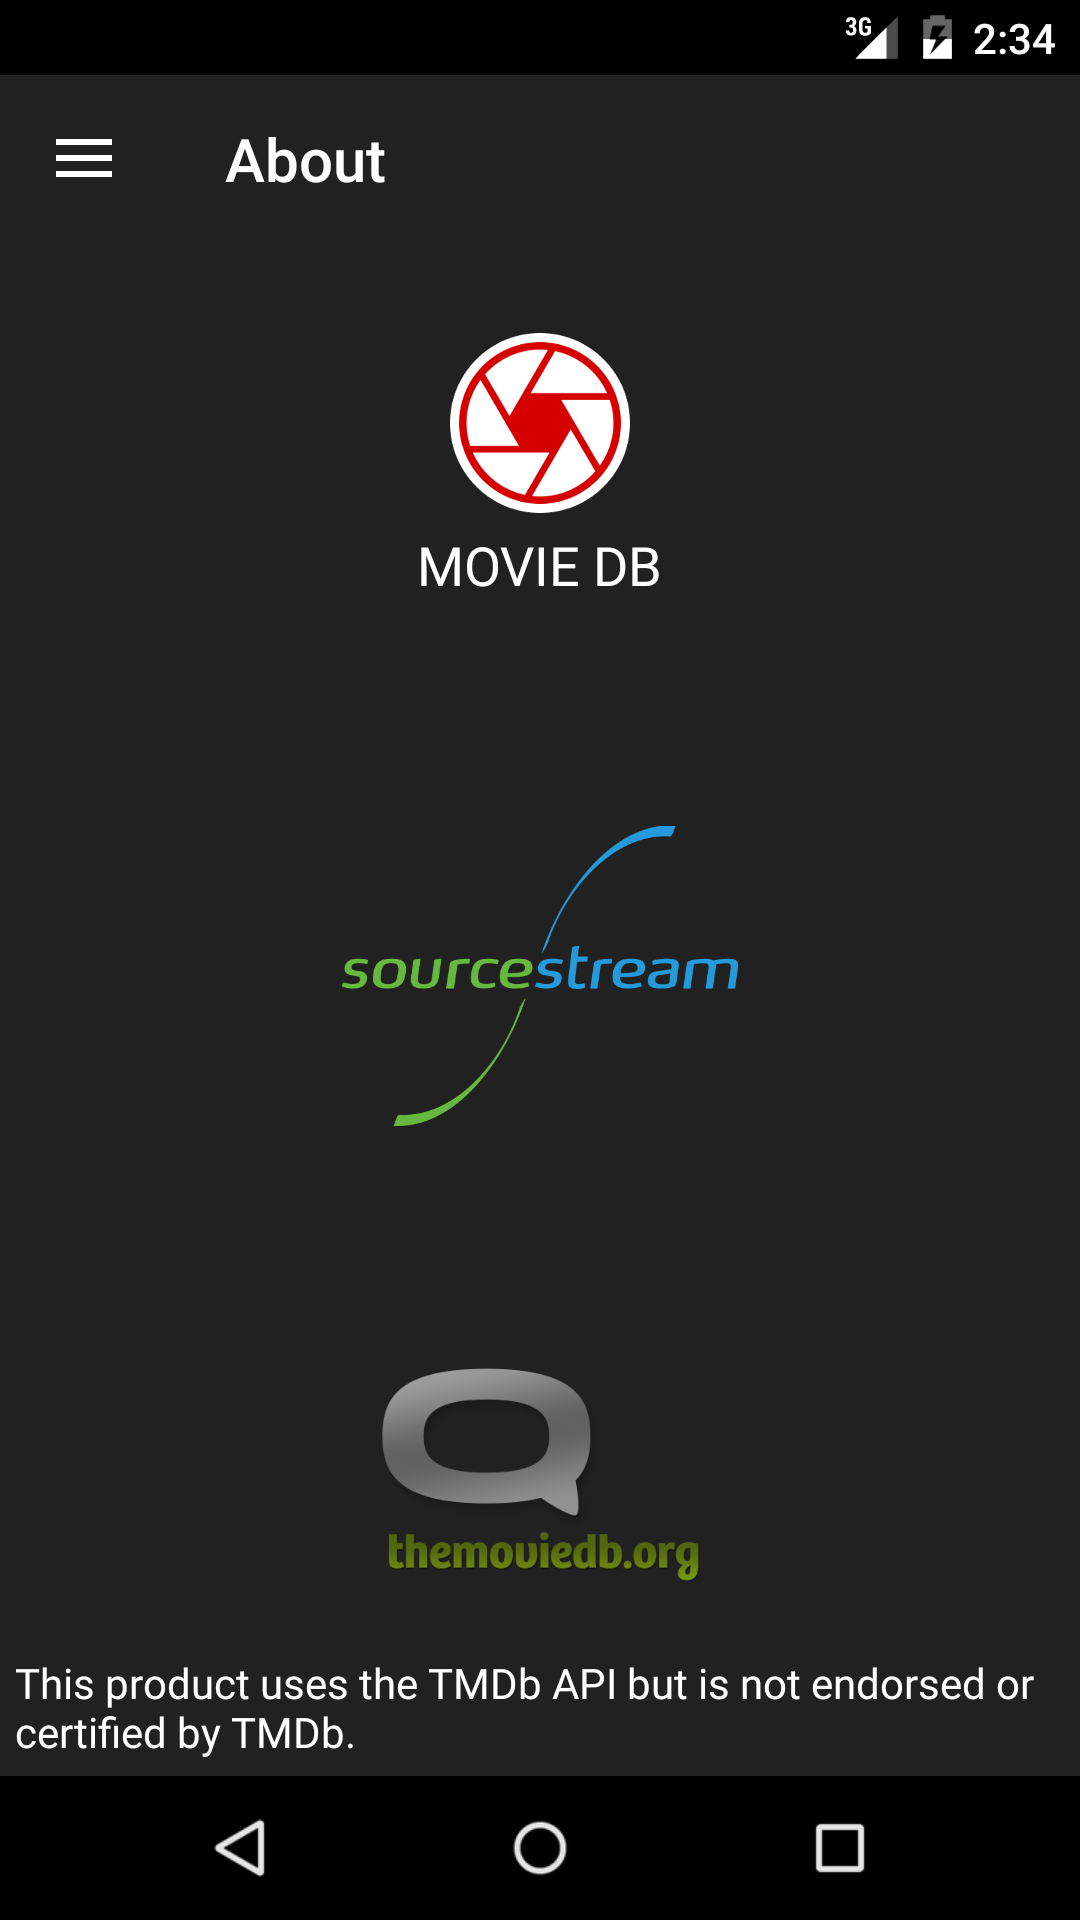 3G 2:34
About
MOVIE DB
sourcestream
themoviedb.org
This product uses the TMDb API but is not endorsed or
certified by TMDb.